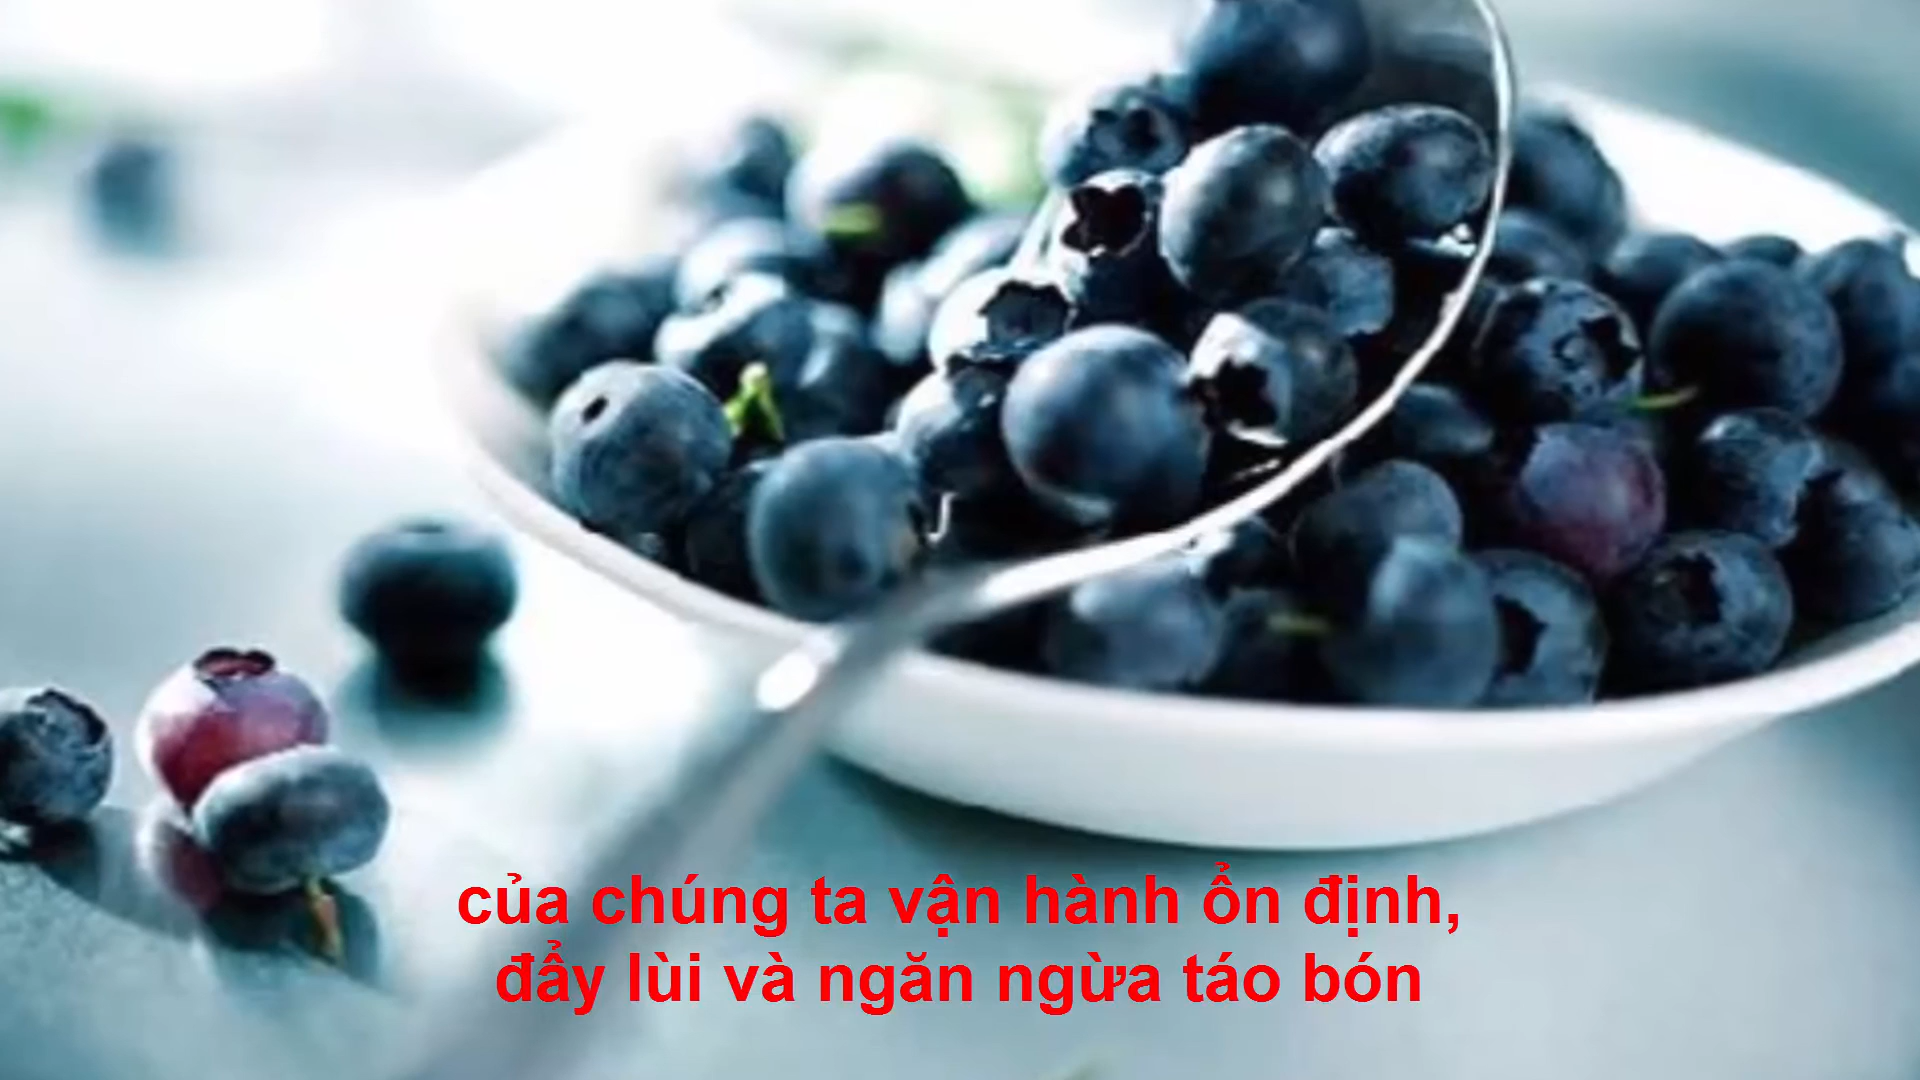 của chúng ta vận hành ổn định,
đẩy lùi và ngăn ngừa táo bón